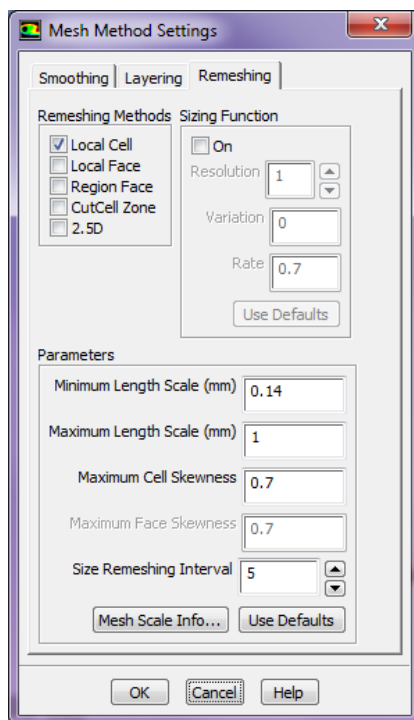 Mesh Method Settings
Smoothing Layering Remeshing
Remeshing Methods Sizing Function
Local Cell
Local Face
Region Face
CutCell Zone
2.5D
On
Resolution 1
Variation 0
Rate 0.7
Use Defaults
Parameters
Minimum Length Scale (mm) 0.14
Maximum Length Scale (mm) 1
Maximum Cell Skewness 0.7
Maximum Face Skewness 0.7
Size Remeshing Interval 5
Mesh Scale Info... Use Defaults
OK Cancel Help